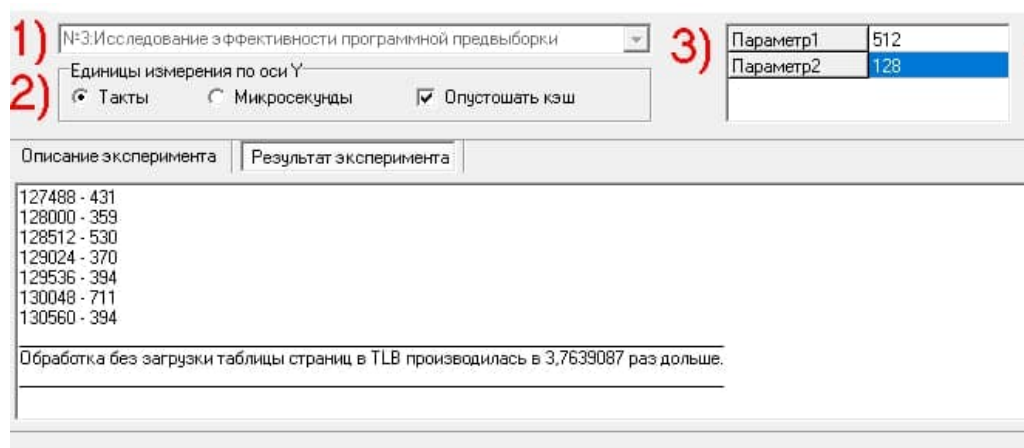 1)
№3:Исследование эффективности программной предвыборки
2)
Единицы измерения по оси Y
Такты
Микросекунды
Опустошать кэш
3)
Параметр1 512
Параметр2 128
Описание эксперимента
Результат эксперимента
127488 - 431
128000 - 359
128512 - 530
129024 - 370
129536 - 394
130048 - 711
130560 - 394
Обработка без загрузки таблицы страниц в TLB производилась в 3,7639087 раз дольше.